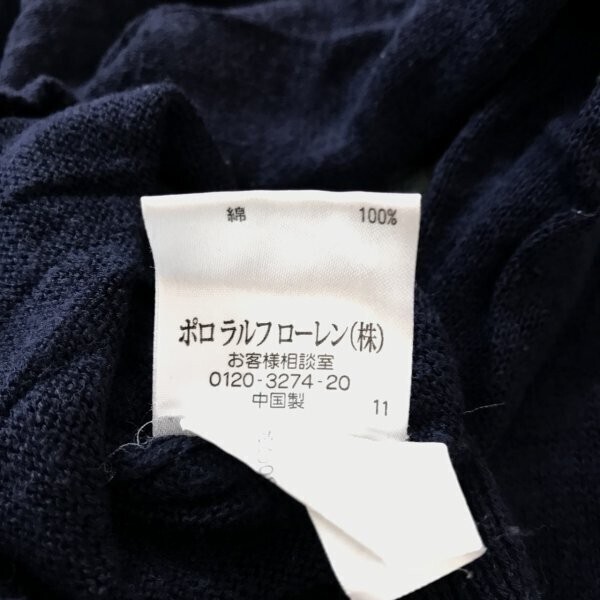 綿 100%
ポロ ラルフ ローレン(株)
お客様相談室
0120-3274-20
中国製 11